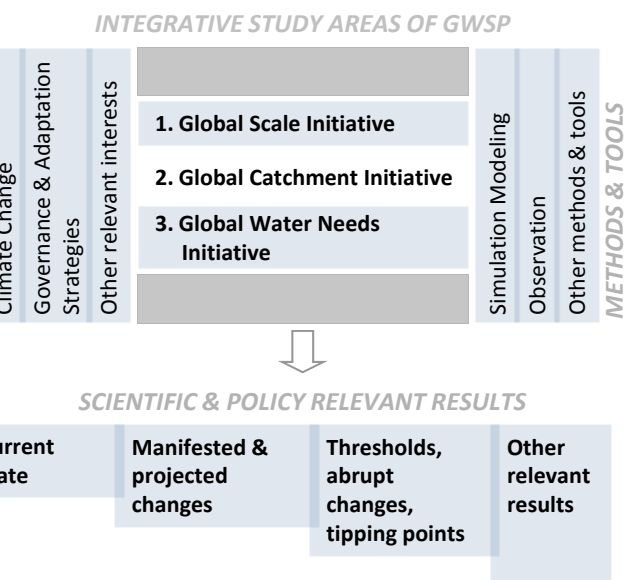 INTEGRATIVE STUDY AREAS OF GWSP
Climate Change
Governance & Adaptation
Strategies
Other relevant interests
1. Global Scale Initiative
2. Global Catchment Initiative
3. Global Water Needs
Initiative
Simulation Modeling
Observation
Other methods & tools
METHODS & TOOLS
SCIENTIFIC & POLICY RELEVANT RESULTS
urrent
ate
Manifested &
projected
changes
Thresholds,
abrupt
changes,
tipping points
Other
relevant
results